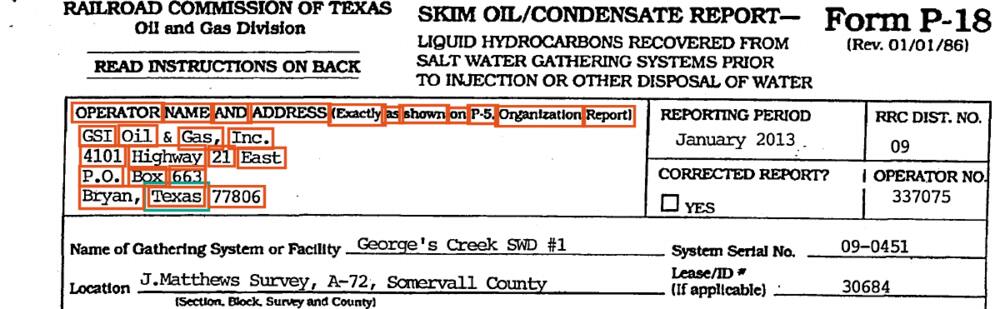 RAILROAD COMMISSION OF TEXAS
Oil and Gas Division
READ INSTRUCTIONS ON BACK
SKIM OIL/CONDENSATE REPORT—
LIQUID HYDROCARBONS RECOVERED FROM
SALT WATER GATHERING SYSTEMS PRIOR
TO INJECTION OR OTHER DISPOSAL OF WATER
Form P-18
(Rev. 01/01/86)
OPERATOR NAME AND ADDRESS (Exactly as shown on P-5, Organization Report)
GSI Oil & Gas, Inc.
4101 Highway 21 East
P.O. Box 663
Bryan, Texas 77806
REPORTING PERIOD
January 2013
RRC DIST. NO.
09
CORRECTED REPORT?
YES
OPERATOR NO.
337075
Name of Gathering System or Facility George's Creek SWD #1
System Serial No. 09-0451
Location J.Matthews Survey, A-72, Somervall County
(Section, Block, Survey and County)
Lease/ID #
(If applicable) 30684